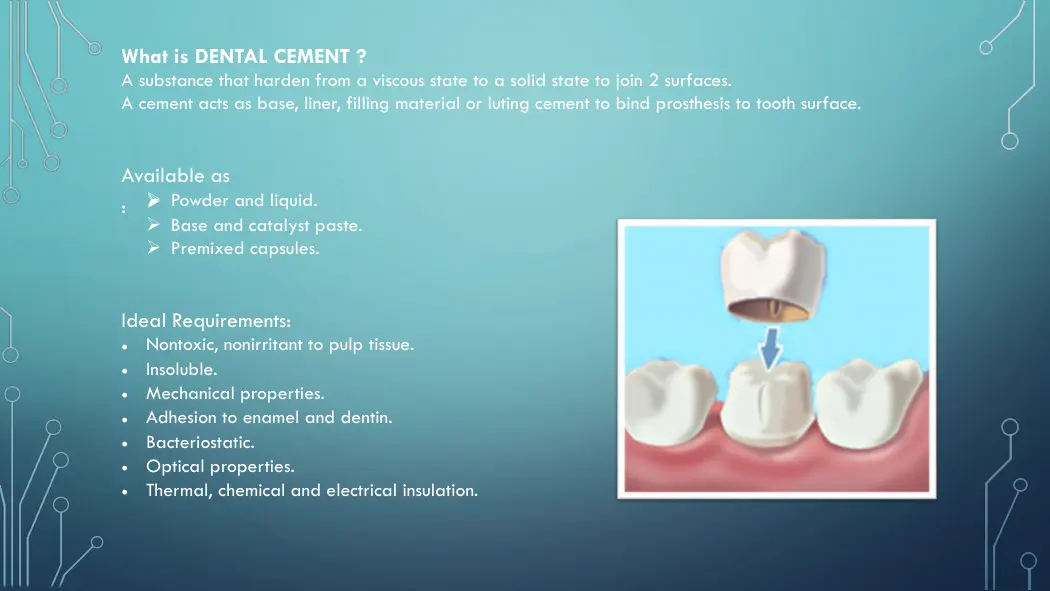 What is DENTAL CEMENT ?
A substance that harden from a viscous state to a solid state to join 2 surfaces.
A cement acts as base, liner, filling material or luting cement to bind prosthesis to tooth surface.
Available as
:
➢ Powder and liquid.
➢ Base and catalyst paste.
➢ Premixed capsules.
Ideal Requirements:
• Nontoxic, nonirritant to pulp tissue.
• Insoluble.
• Mechanical properties.
• Adhesion to enamel and dentin.
• Bacteriostatic.
• Optical properties.
• Thermal, chemical and electrical insulation.